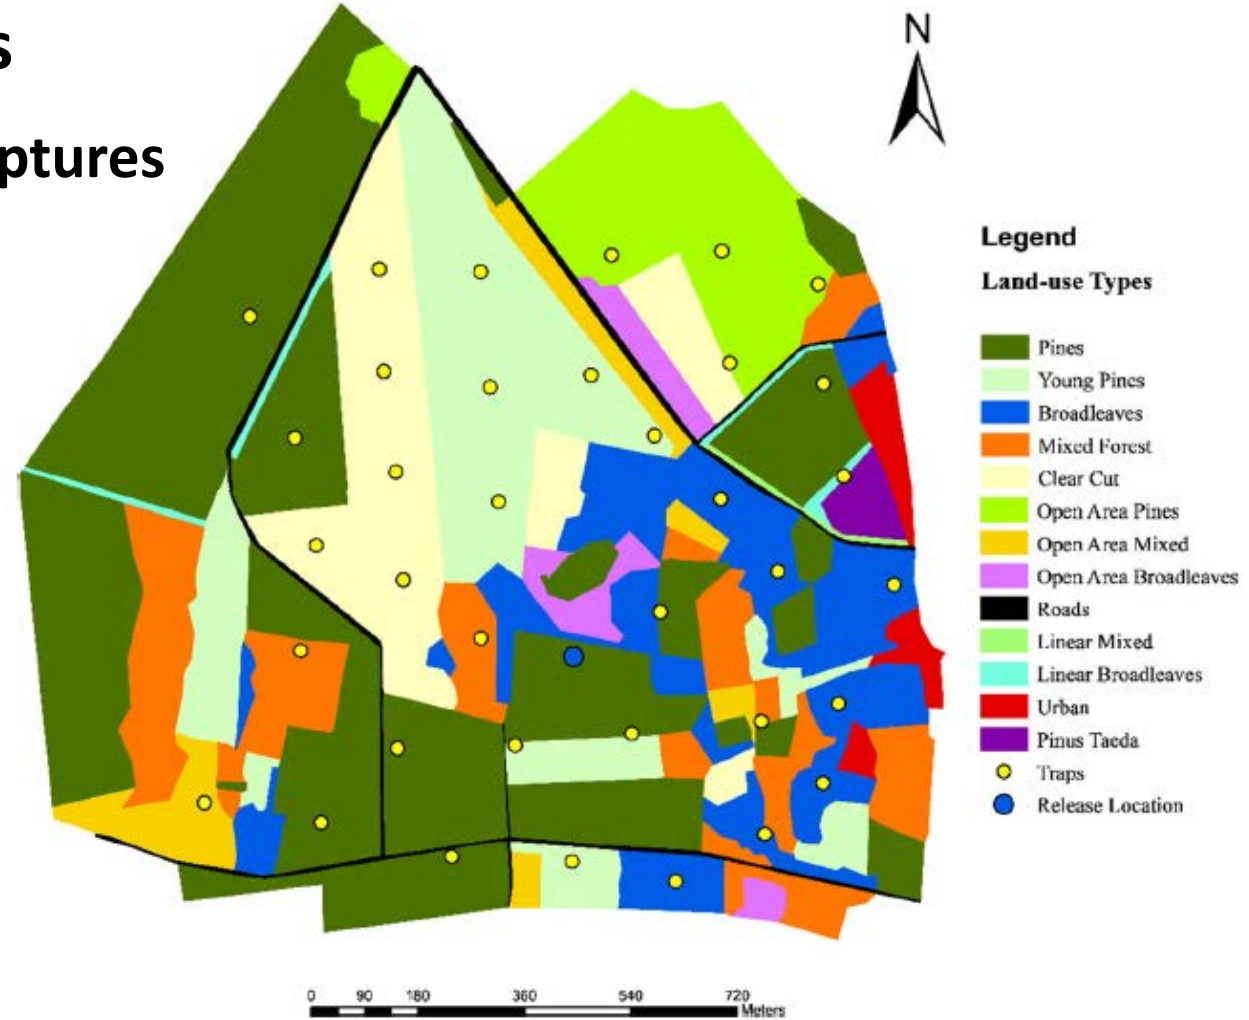 s
ptures
N
Legend
Land-use Types
Pines
Young Pines
Broadleaves
Mixed Forest
Clear Cut
Open Area Pines
Open Area Mixed
Open Area Broadleaves
Roads
Linear Mixed
Linear Broadleaves
Urban
Pinus Taeda
Traps
Release Location
0 90 180 360 540 720
Meters